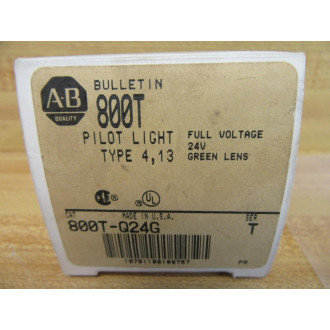 A-B
QUALITY
BULLETIN
800T
PILOT LIGHT
TYPE 4,13
FULL VOLTAGE
24V
GREEN LENS
UL
CAT
MADE IN U.S.A.
SER
800T-Q24G
T